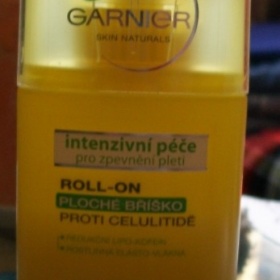 GARNIER
SKIN NATURALS
intenzivní péče
pro zpevnění pleti
ROLL-ON
PLOCHÉ BŘÍŠKO
PROTI CELULITIDĚ